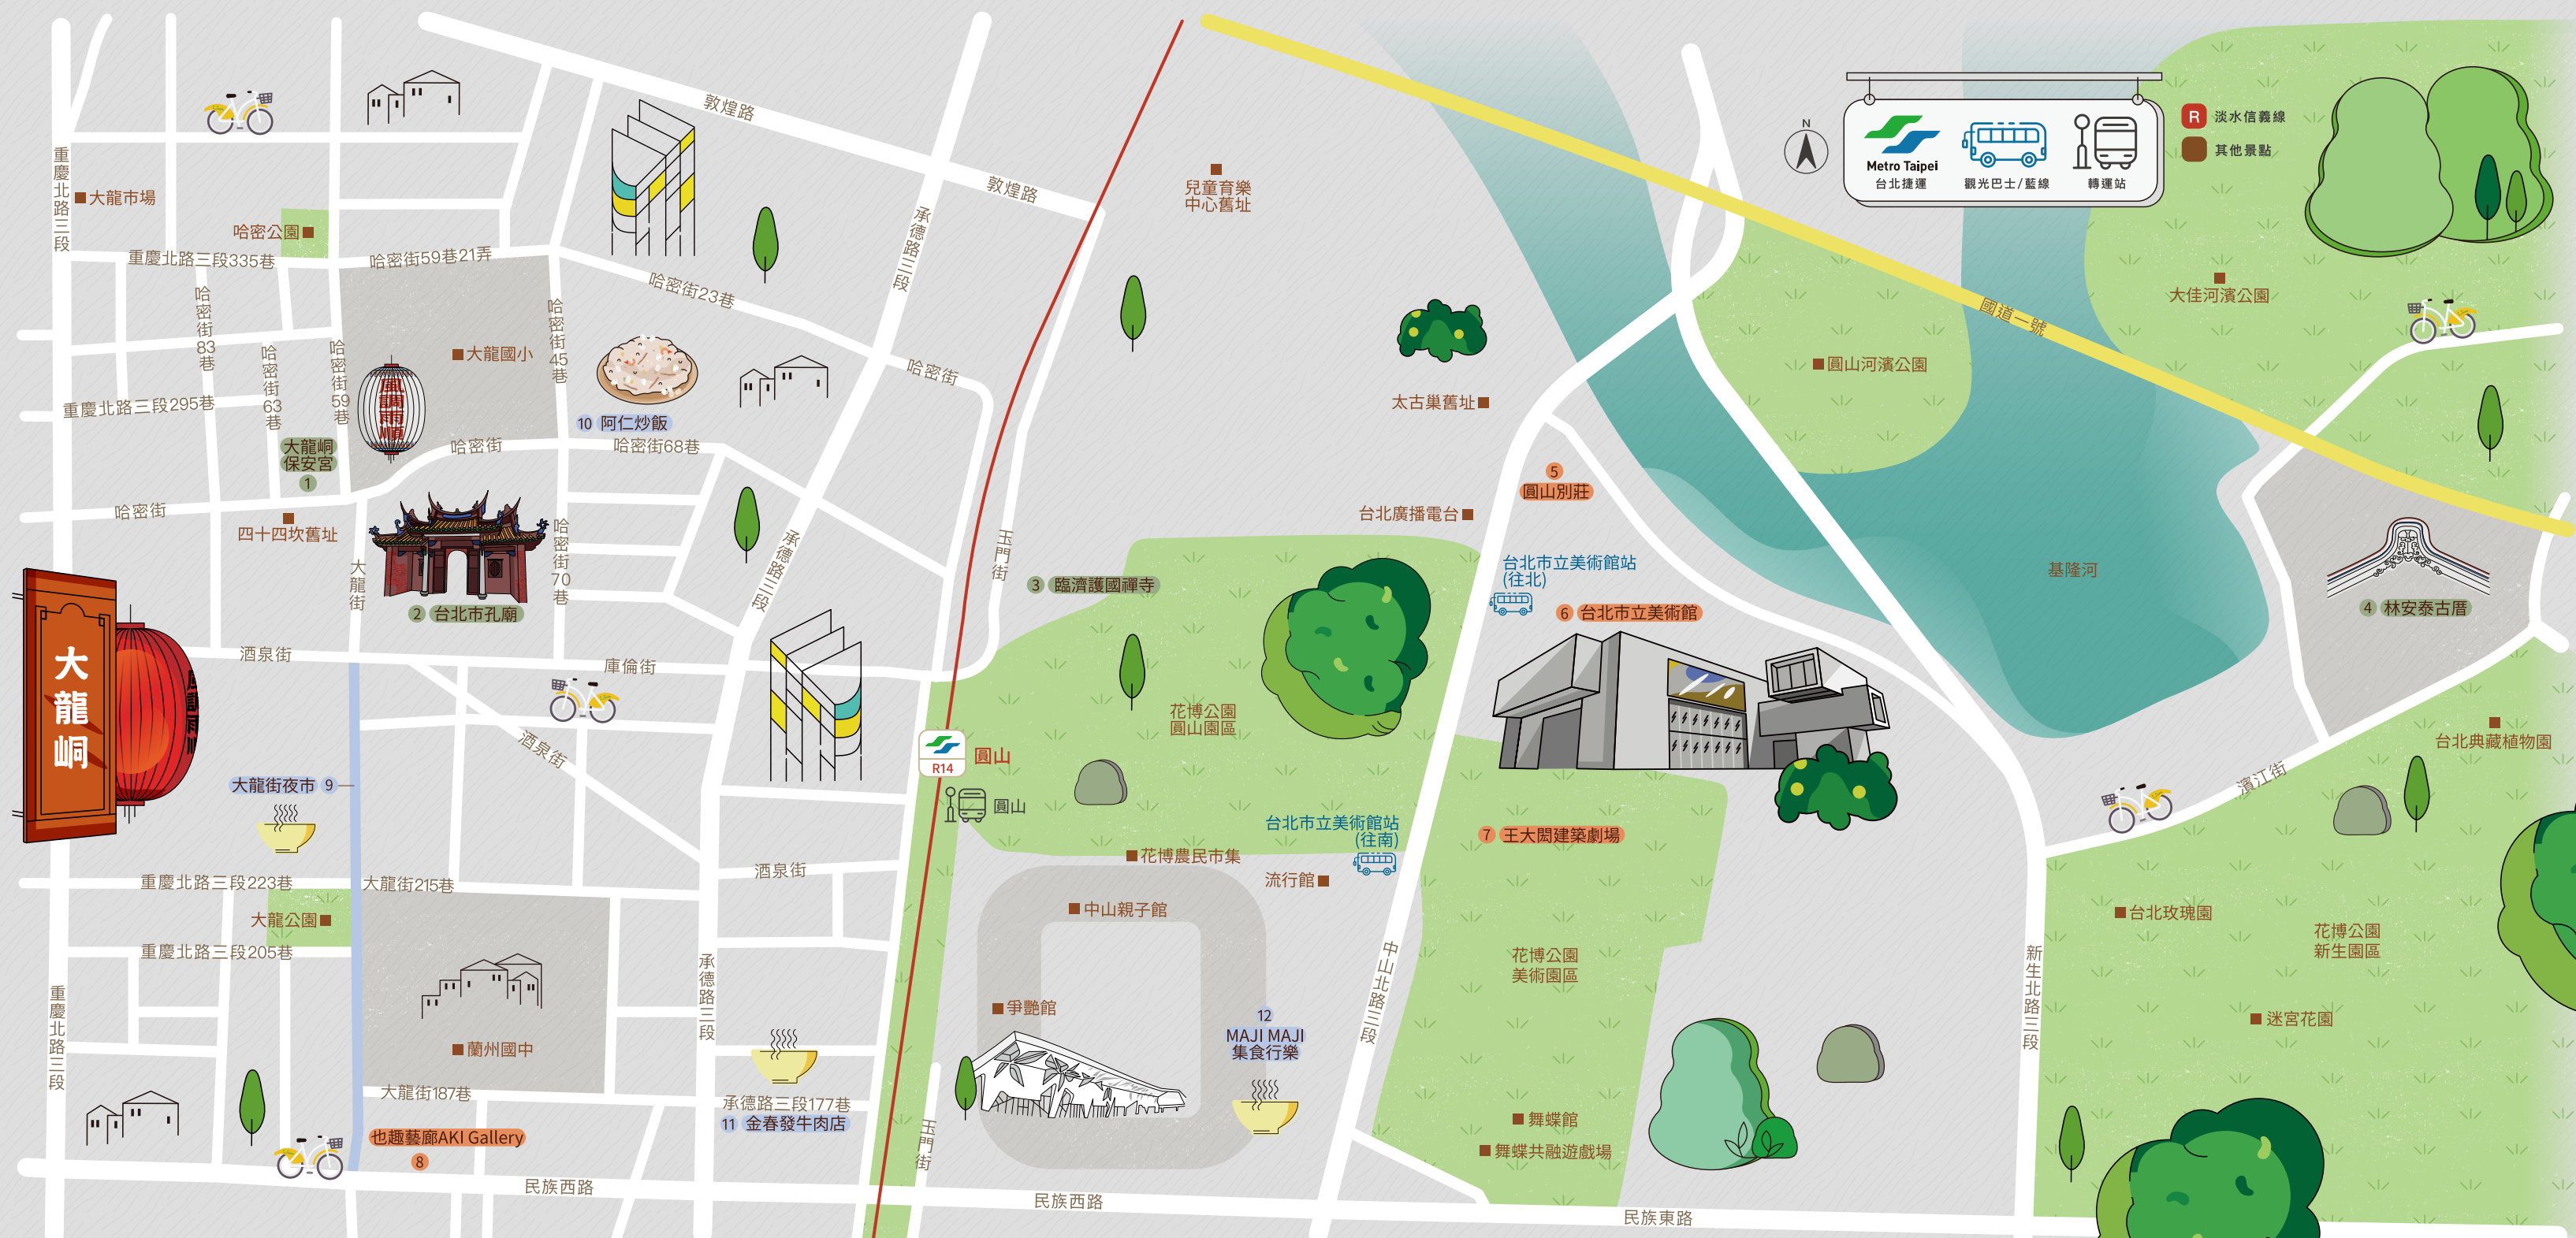 敦煌路
敦煌路
N
Metro Taipei
台北捷運
觀光巴士/藍線
轉運站
R 淡水信義線
其他景點
重慶北路三段
大龍市場
哈密公園
重慶北路三段335巷
哈密街59巷21弄
哈密街23巷
承德路三段
兒童育樂
中心舊址
國道一號
大佳河濱公園
圓山河濱公園
哈密街83巷
哈密街63巷
哈密街59巷
哈密街45巷
大龍國小
風調雨順
重慶北路三段295巷
10 阿仁炒飯
哈密街
太古巢舊址
大龍峒
保安宮
1
哈密街
哈密街68巷
哈密街
四十四坎舊址
大龍街
2 台北市孔廟
哈密街70巷
承德路三段
玉門街
台北廣播電台
5
圓山別莊
台北市立美術館站
(往北)
3 臨濟護國禪寺
6 台北市立美術館
基隆河
4 林安泰古厝
大龍峒
風調雨順
酒泉街
庫倫街
酒泉街
花博公園
圓山園區
R14
圓山
圓山
台北典藏植物園
濱江街
大龍街夜市 9
台北市立美術館站
(往南)
7 王大閎建築劇場
花博農民市集
流行館
重慶北路三段223巷
大龍街215巷
酒泉街
大龍公園
中山親子館
重慶北路三段205巷
台北玫瑰園
花博公園
新生園區
花博公園
美術園區
中山北路三段
新生北路三段
承德路三段
重慶北路三段
爭艷館
12
MAJI MAJI
集食行樂
迷宮花園
蘭州國中
大龍街187巷
承德路三段177巷
11 金春發牛肉店
也趣藝廊AKI Gallery
8
玉門街
舞蝶館
舞蝶共融遊戲場
民族西路
民族西路
民族東路